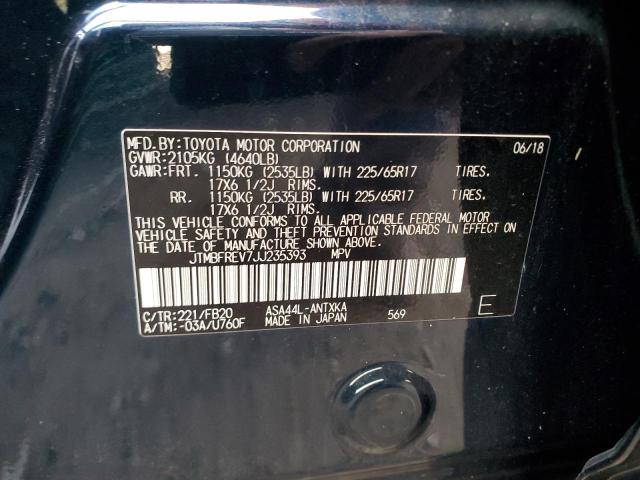 MFD.BY:TOYOTA MOTOR CORPORATION 06/18
GVWR:2105KG (4640LB)
GAWR:FRT. 1150KG (2535LB) WITH 225/65R17 TIRES.
17X6 1/2J RIMS.
RR. 1150KG (2535LB) WITH 225/65R17 TIRES.
17X6 1/2J RIMS.
THIS VEHICLE CONFORMS TO ALL APPLICABLE FEDERAL MOTOR
VEHICLE SAFETY AND THEFT PREVENTION STANDARDS IN EFFECT ON
THE DATE OF MANUFACTURE SHOWN ABOVE.
JTMBFREV7JJ235393 MPV
C/TR:221/FB20 ASA44L-ANTXKA 569 E
A/TM:-03A/U760F MADE IN JAPAN